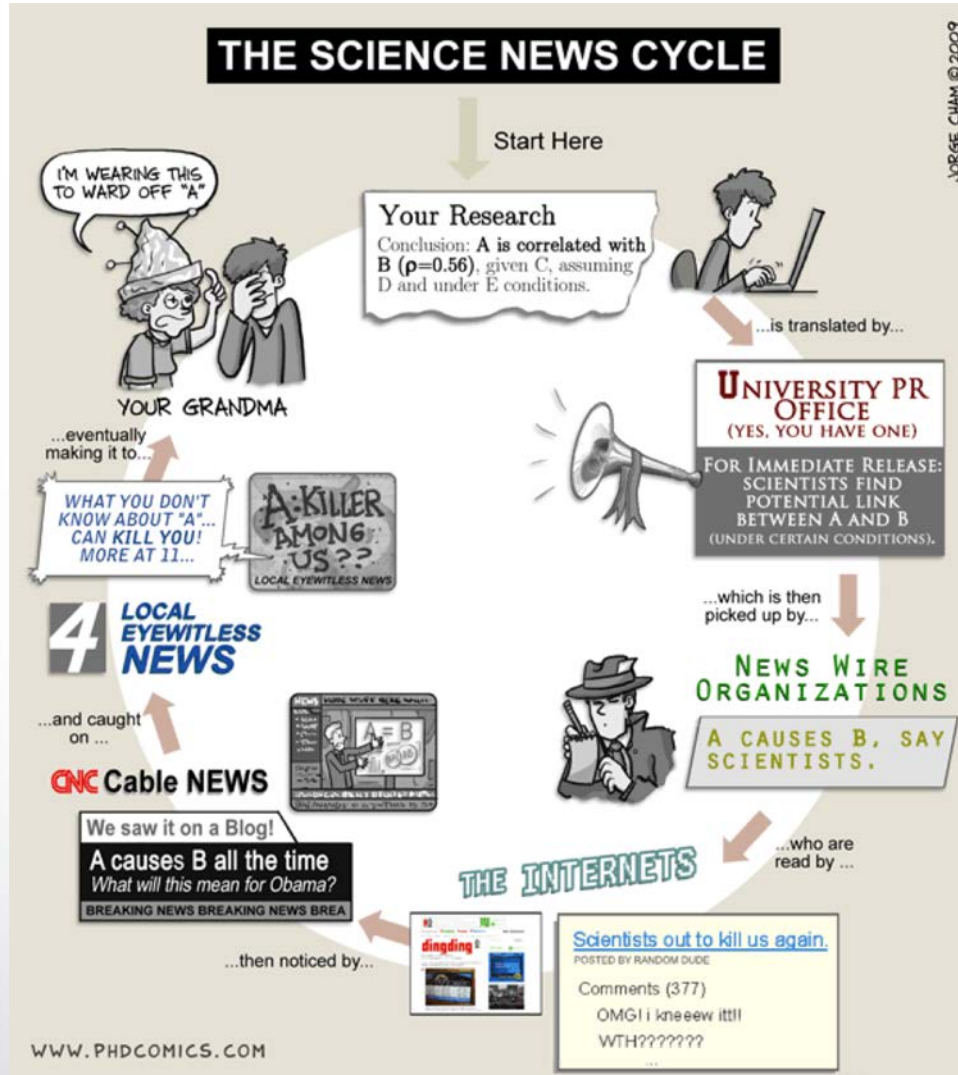 THE SCIENCE NEWS CYCLE
JORGE CHAM © 2009
Start Here
Your Research
Conclusion: A is correlated with
B (ρ=0.56), given C, assuming
D and under E conditions.
...is translated by...
UNIVERSITY PR
OFFICE
(YES, YOU HAVE ONE)
FOR IMMEDIATE RELEASE:
SCIENTISTS FIND
POTENTIAL LINK
BETWEEN A AND B
(UNDER CERTAIN CONDITIONS).
...which is then
picked up by...
NEWS WIRE
ORGANIZATIONS
A CAUSES B, SAY
SCIENTISTS.
...who are
read by ...
THE INTERNETS
dingding
Scientists out to kill us again.
POSTED BY RANDOM DUDE
Comments (377)
OMG! i kneeew itt!!
WTH???????
...
...then noticed by...
CNC Cable NEWS
We saw it on a Blog!
A causes B all the time
What will this mean for Obama?
BREAKING NEWS BREAKING NEWS BREA
NEWS
A = B
...and caught
on ...
4 LOCAL
EYEWITLESS
NEWS
WHAT YOU DON'T
KNOW ABOUT "A"...
CAN KILL YOU!
MORE AT 11...
A: KILLER
AMONG
US??
LOCAL EYEWITLESS NEWS
...eventually
making it to...
YOUR GRANDMA
I'M WEARING THIS
TO WARD OFF "A"
WWW.PHDCOMICS.COM